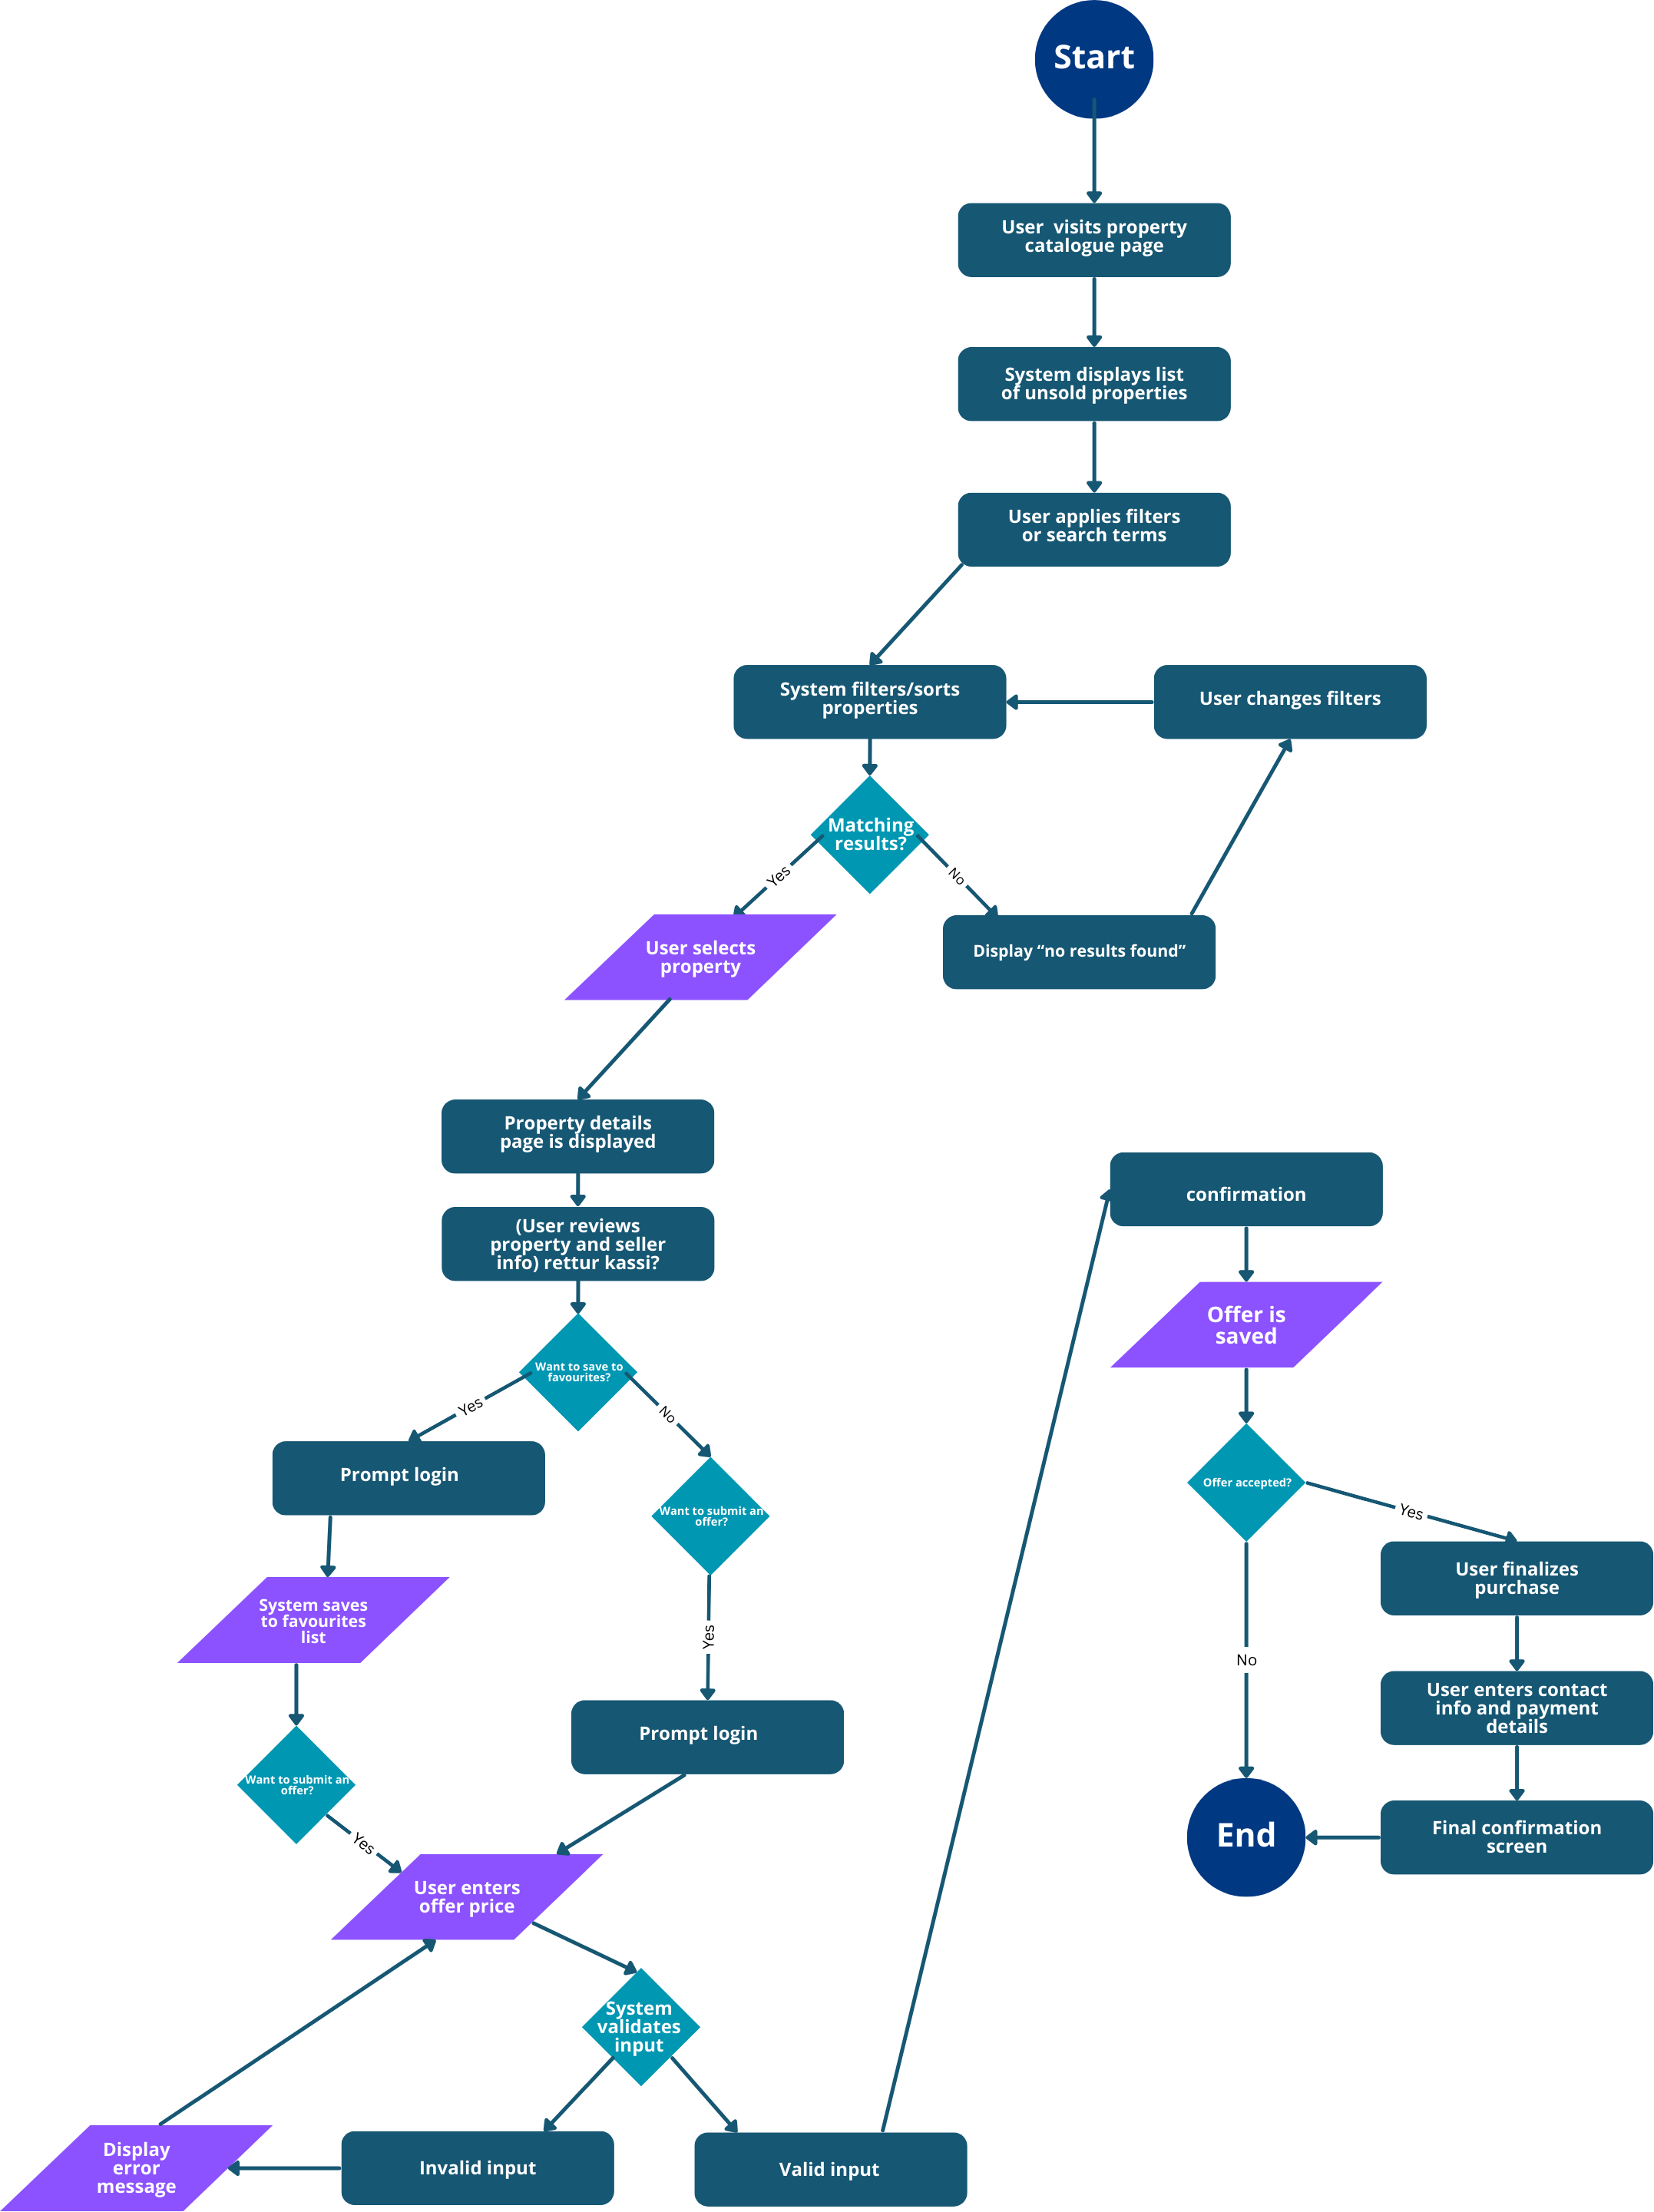 Start
User visits property
catalogue page
System displays list
of unsold properties
User applies filters
or search terms
System filters/sorts
properties
User changes filters
Matching
results?
Yes
No
User selects
property
Display “no results found”
Property details
page is displayed
(User reviews
property and seller
info) rettur kassi?
Want to save to
favourites?
Yes
No
Prompt login
Want to submit an
offer?
System saves
to favourites
list
Yes
Prompt login
Want to submit an
offer?
Yes
User enters
offer price
System
validates
input
Display
error
message
Invalid input
Valid input
confirmation
Offer is
saved
Offer accepted?
Yes
User finalizes
purchase
No
User enters contact
info and payment
details
End
Final confirmation
screen